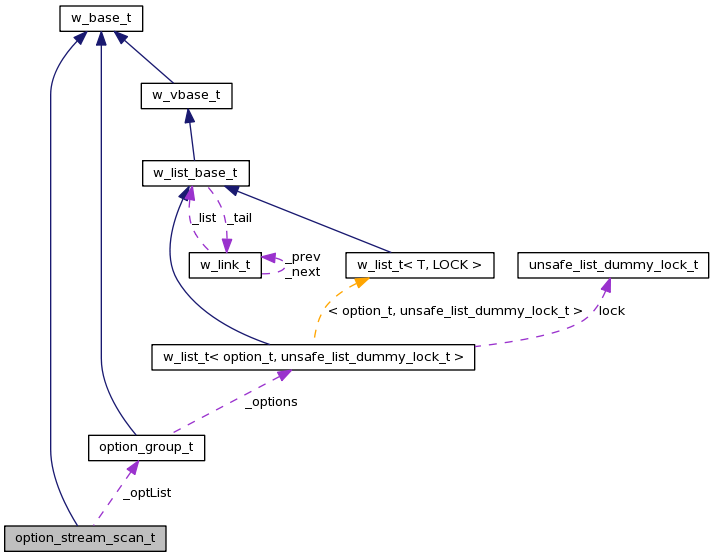 w_base_t
w_vbase_t
w_list_base_t
_list
_tail
w_link_t
_prev
_next
w_list_t< T, LOCK >
unsafe_list_dummy_lock_t
< option_t, unsafe_list_dummy_lock_t >
lock
w_list_t< option_t, unsafe_list_dummy_lock_t >
_options
option_group_t
_optList
option_stream_scan_t